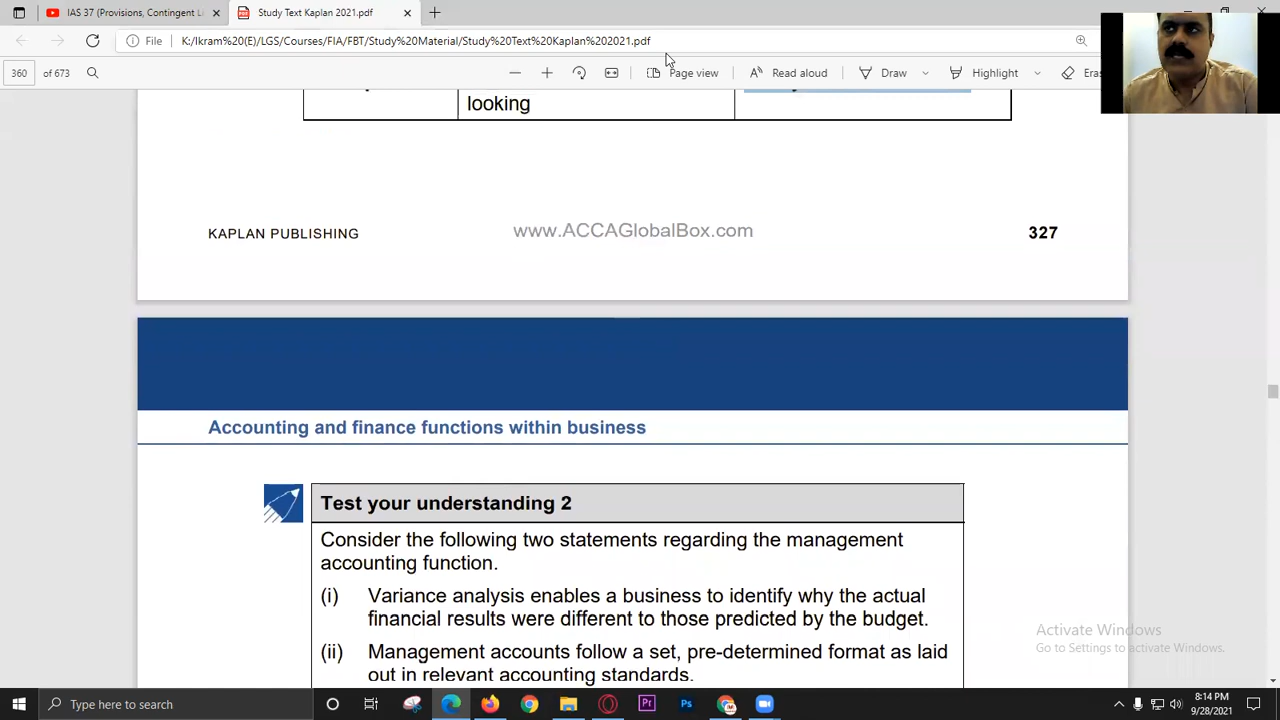 IAS 37 (Provisions, Contingent L
Study Text Kaplan 2021.pdf
File
K:/Ikram%20(E)/LGS/Courses/FIA/FBT/Study%20Material/Study%20Text%20Kaplan%202021.pdf
360 of 673
Page view
Read aloud
Draw
Highlight
Eras
looking
KAPLAN PUBLISHING
www.ACCAGlobalBox.com
327
Accounting and finance functions within business
Test your understanding 2
Consider the following two statements regarding the management
accounting function.
(i) Variance analysis enables a business to identify why the actual
financial results were different to those predicted by the budget.
(ii) Management accounts follow a set, pre-determined format as laid
out in relevant accounting standards.
Activate Windows
Go to Settings to activate Windows.
Type here to search
Pr
Ps
8:14 PM
9/28/2021